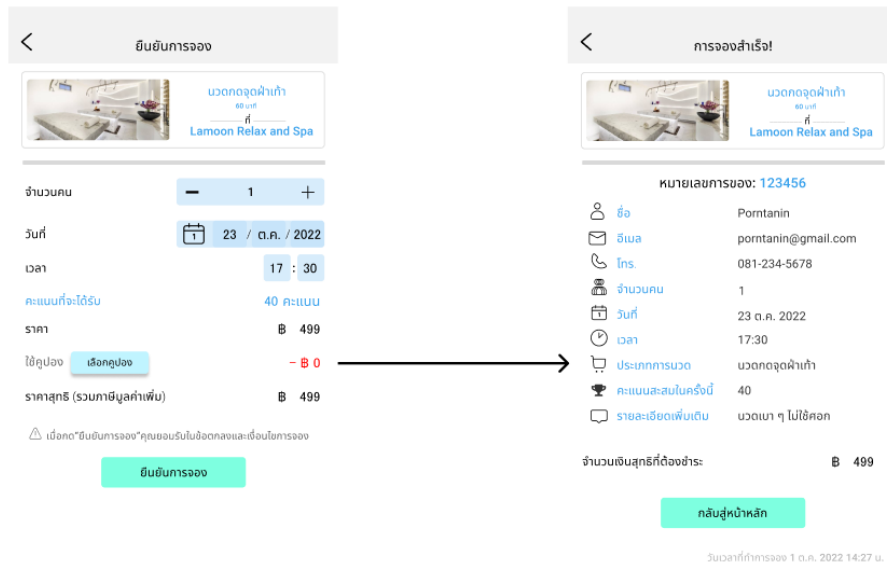 ยืนยันการจอง
นวดกดจุดฝ่าเท้า
60 นาที
ที่
Lamoon Relax and Spa
จำนวนคน
1
วันที่
1
23 / ต.ค. / 2022
เวลา
17 : 30
คะแนนที่จะได้รับ
40 คะแนน
ราคา
฿ 499
ใช้คูปอง
เลือกคูปอง
– ฿ 0
ราคาสุทธิ (รวมภาษีมูลค่าเพิ่ม)
฿ 499
เมื่อกด"ยืนยันการจอง"คุณยอมรับในข้อตกลงและเงื่อนไขการจอง
ยืนยันการจอง
การจองสำเร็จ!
นวดกดจุดฝ่าเท้า
60 นาที
ที่
Lamoon Relax and Spa
หมายเลขการของ: 123456
ชื่อ Porntanin
อีเมล porntanin@gmail.com
โทร. 081-234-5678
จำนวนคน 1
1
วันที่ 23 ต.ค. 2022
เวลา 17:30
ประเภทการนวด นวดกดจุดฝ่าเท้า
คะแนนสะสมในครั้งนี้ 40
รายละเอียดเพิ่มเติม นวดเบา ๆ ไม่ใช้ศอก
จำนวนเงินสุทธิที่ต้องชำระ ฿ 499
กลับสู่หน้าหลัก
วันเวลาที่ทำการจอง 1 ต.ค. 2022 14:27 น.